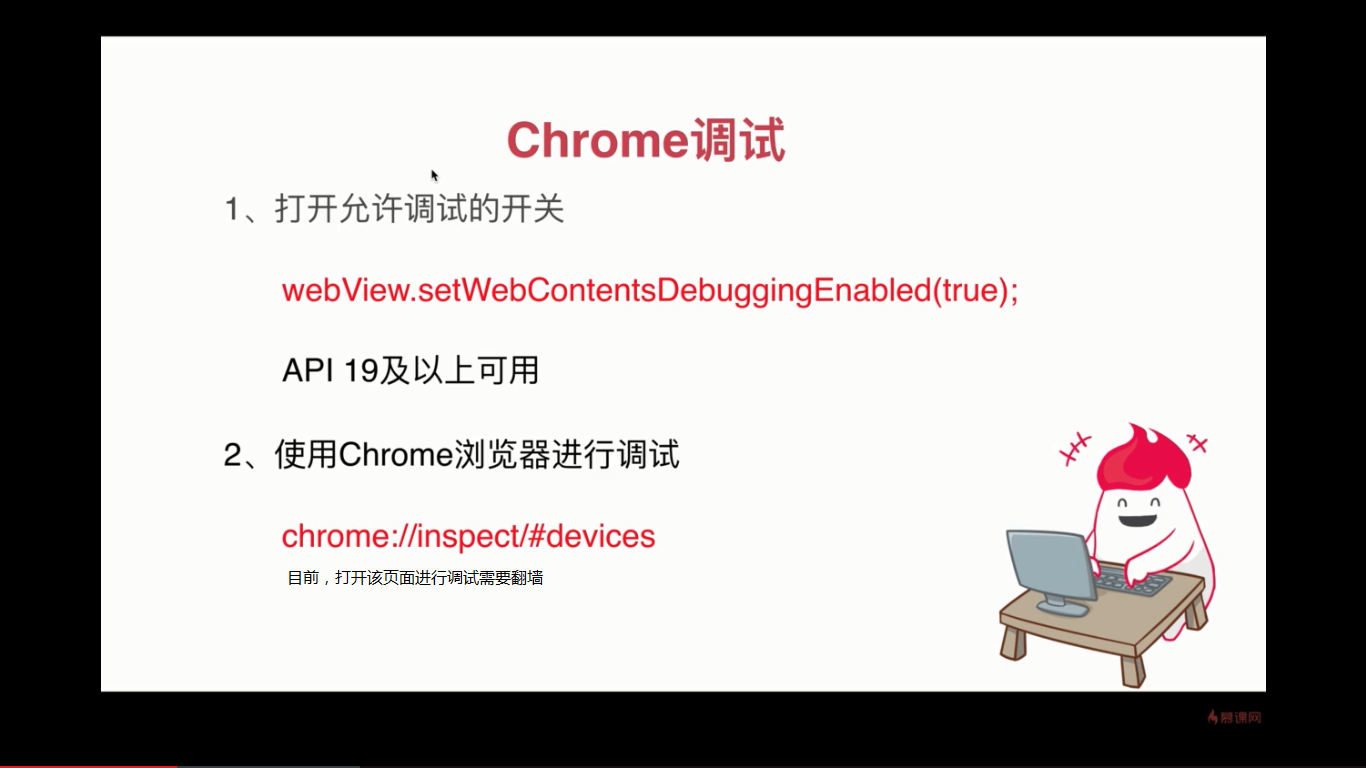 Chrome调试
1、打开允许调试的开关
webView.setWebContentsDebuggingEnabled(true);
API 19及以上可用
2、使用Chrome浏览器进行调试
chrome://inspect/#devices
目前，打开该页面进行调试需要翻墙